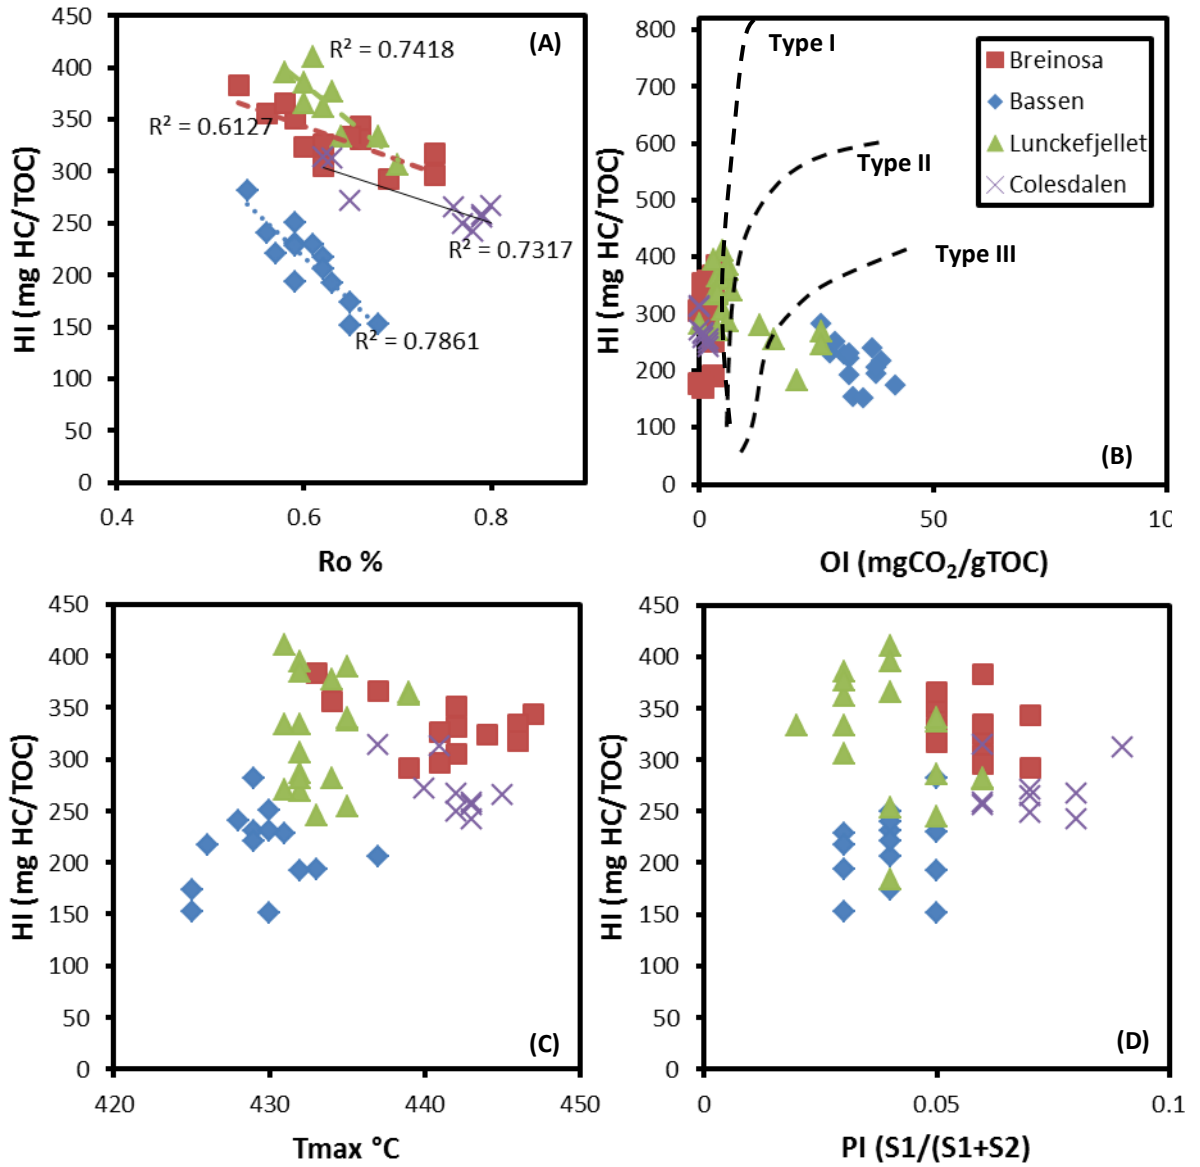 450
400
350
300
250
200
150
100
50
0
HI (mg HC/TOC)
(A)
R² = 0.7418
R² = 0.6127
R² = 0.7317
R² = 0.7861
0.4
0.6
0.8
Ro %
800
700
600
500
400
300
200
100
0
HI (mg HC/TOC)
Type I
Type II
Type III
Breinosa
Bassen
Lunckefjellet
Colesdalen
(B)
0
50
10
OI (mgCO₂/gTOC)
450
400
350
300
250
200
150
100
50
0
HI (mg HC/TOC)
(C)
420
430
440
450
Tmax °C
450
400
350
300
250
200
150
100
50
0
HI (mg HC/TOC)
(D)
0
0.05
0.1
PI (S1/(S1+S2)